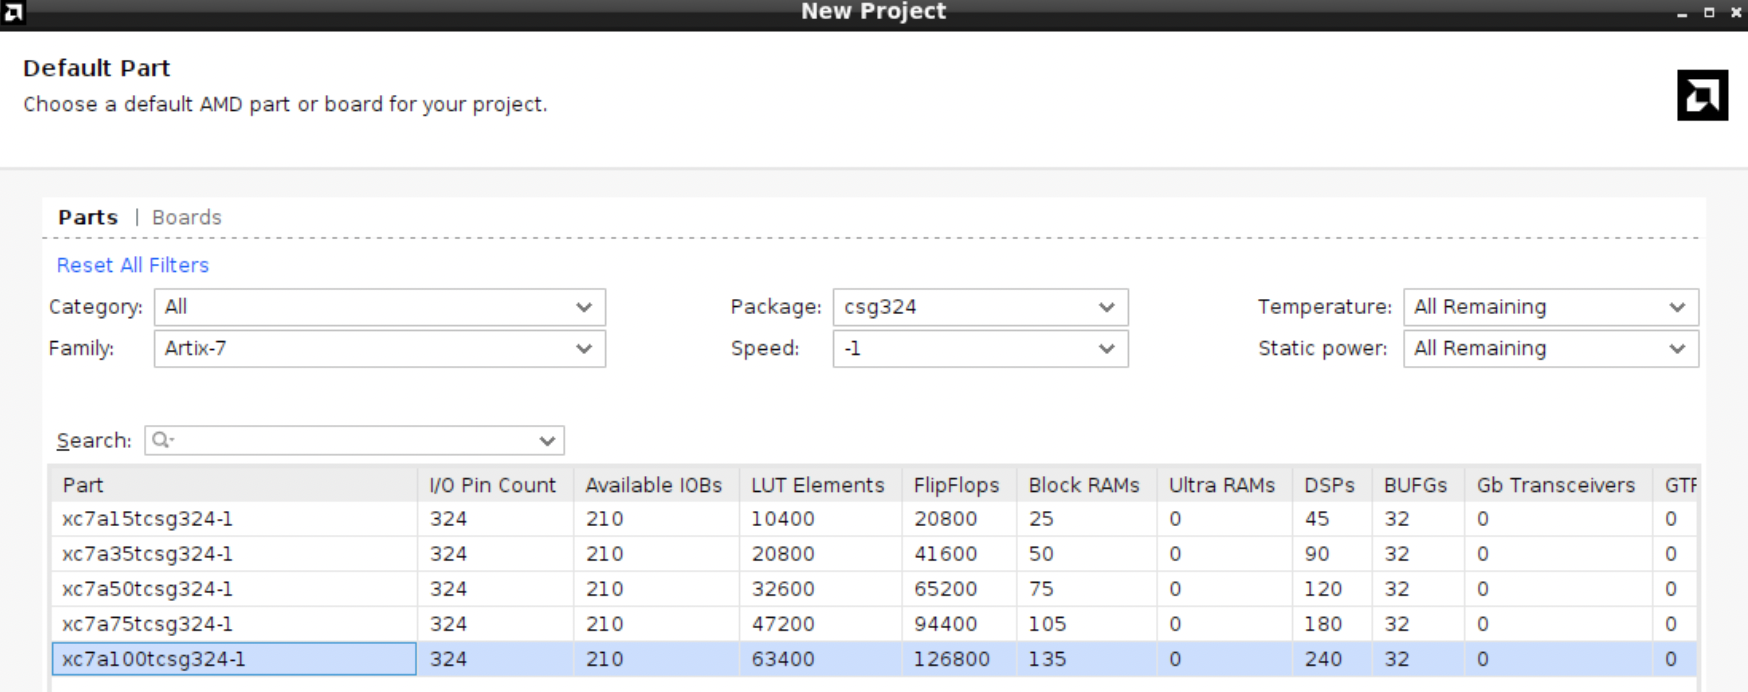 New Project
Default Part
Choose a default AMD part or board for your project.
Parts | Boards
Reset All Filters
Category: All Package: csg324 Temperature: All Remaining
Family: Artix-7 Speed: -1 Static power: All Remaining
Search:
Part I/O Pin Count Available IOBs LUT Elements FlipFlops Block RAMs Ultra RAMs DSPs BUFGs Gb Transceivers GTF
xc7a15tcsg324-1 324 210 10400 20800 25 0 45 32 0 0
xc7a35tcsg324-1 324 210 20800 41600 50 0 90 32 0 0
xc7a50tcsg324-1 324 210 32600 65200 75 0 120 32 0 0
xc7a75tcsg324-1 324 210 47200 94400 105 0 180 32 0 0
xc7a100tcsg324-1 324 210 63400 126800 135 0 240 32 0 0